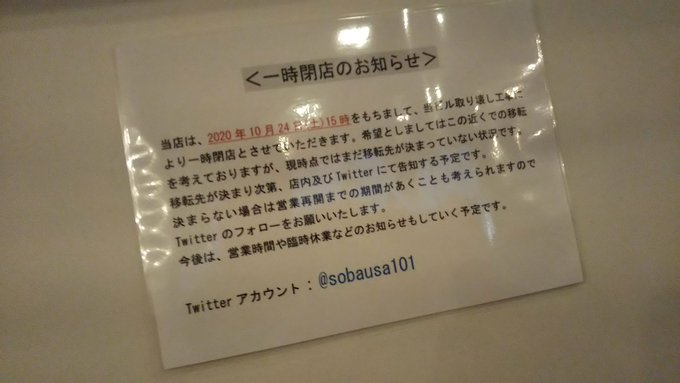 ＜一時閉店のお知らせ＞
当店は、2020年10月24日(土)15時をもちまして、当ビル取り壊し工事に
より一時閉店とさせていただきます。希望としましてはこの近くでの移転
を考えておりますが、現時点ではまだ移転先が決まっていない状況です。
移転先が決まり次第、店内及びTwitterにて告知する予定です。
決まらない場合は営業再開までの期間があくことも考えられますので
Twitterのフォローをお願いいたします。
今後は、営業時間や臨時休業などのお知らせもしていく予定です。
Twitterアカウント：@sobausa101